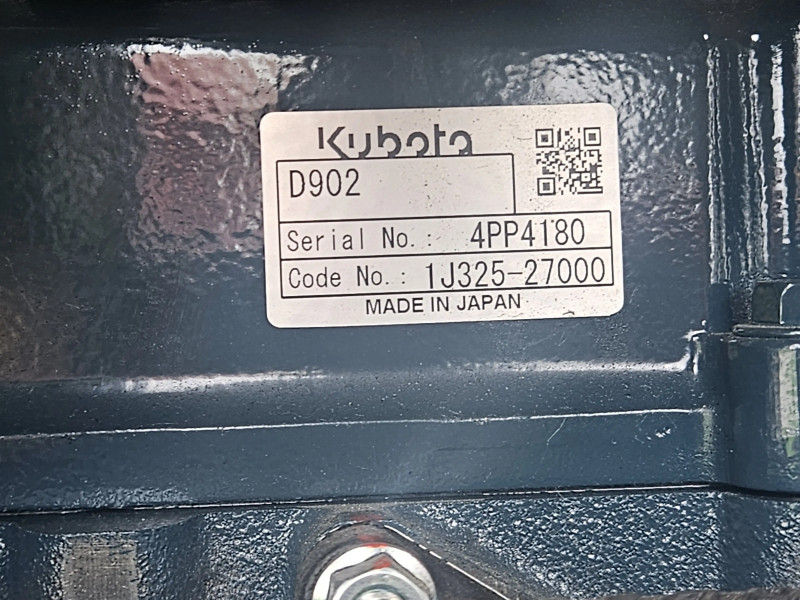 Kubota
D902
Serial No.: 4PP4180
Code No.: 1J325-27000
MADE IN JAPAN